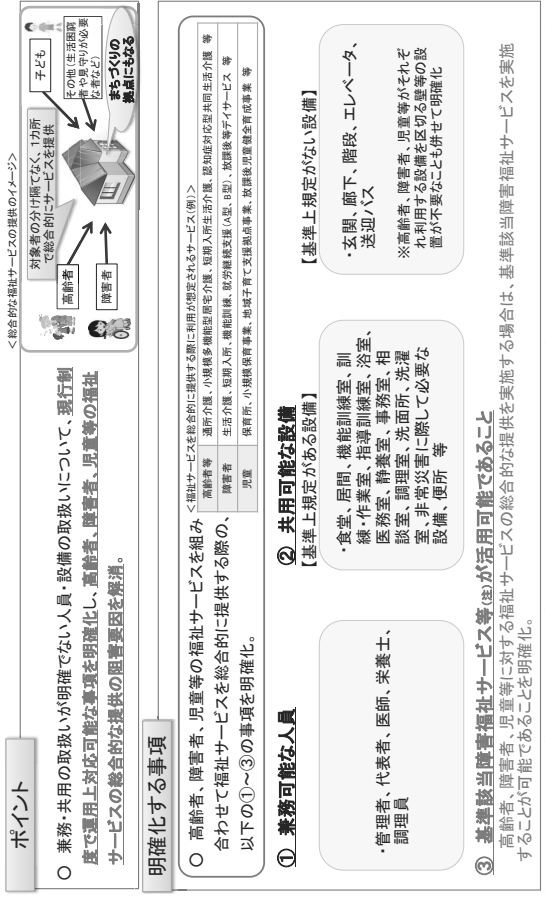 ポイント
○ 兼務・共用の取扱いが明確でない人員・設備の取扱いについて、現行制
度で運用上対応可能な事項を明確化し、高齢者、障害者、児童等の福祉
サービスの総合的な提供の阻害要因を解消。
＜総合的な福祉サービスの提供のイメージ＞
対象者の分け隔てなく、1カ所
で総合的にサービスを提供
高齢者
障害者
子ども
その他（生活困窮
者や見守りが必要
な者など）
まちづくりの
拠点にもなる
明確化する事項
○ 高齢者、障害者、児童等の福祉サービスを組み
合わせて福祉サービスを総合的に提供する際の、
以下の①～③の事項を明確化。
＜福祉サービスを総合的に提供する際に利用が想定されるサービス（例）＞
高齢者等 通所介護、小規模多機能型居宅介護、短期入所生活介護、認知症対応型共同生活介護 等
障害者 生活介護、短期入所、機能訓練、就労継続支援（A型、B型）、放課後等デイサービス 等
児童 保育所、小規模保育事業、地域子育て支援拠点事業、放課後児童健全育成事業 等
① 兼務可能な人員
・管理者、代表者、医師、栄養士、
調理員
② 共用可能な設備
【基準上規定がある設備】
・食堂、居間、機能訓練室、訓
練・作業室、指導訓練室、浴室、
医務室、静養室、事務室、相
談室、調理室、洗面所、洗濯
室、非常災害に際して必要な
設備、便所 等
【基準上規定がない設備】
・玄関、廊下、階段、エレベータ、
送迎バス
※高齢者、障害者、児童等がそれぞ
れ利用する設備を区切る壁等の設
置が不要なことも併せて明確化
③ 基準該当障害福祉サービス等(注)が活用可能であること
高齢者、障害者、児童等に対する福祉サービスの総合的な提供を実施する場合は、基準該当障害福祉サービスを実施
することが可能であることを明確化。